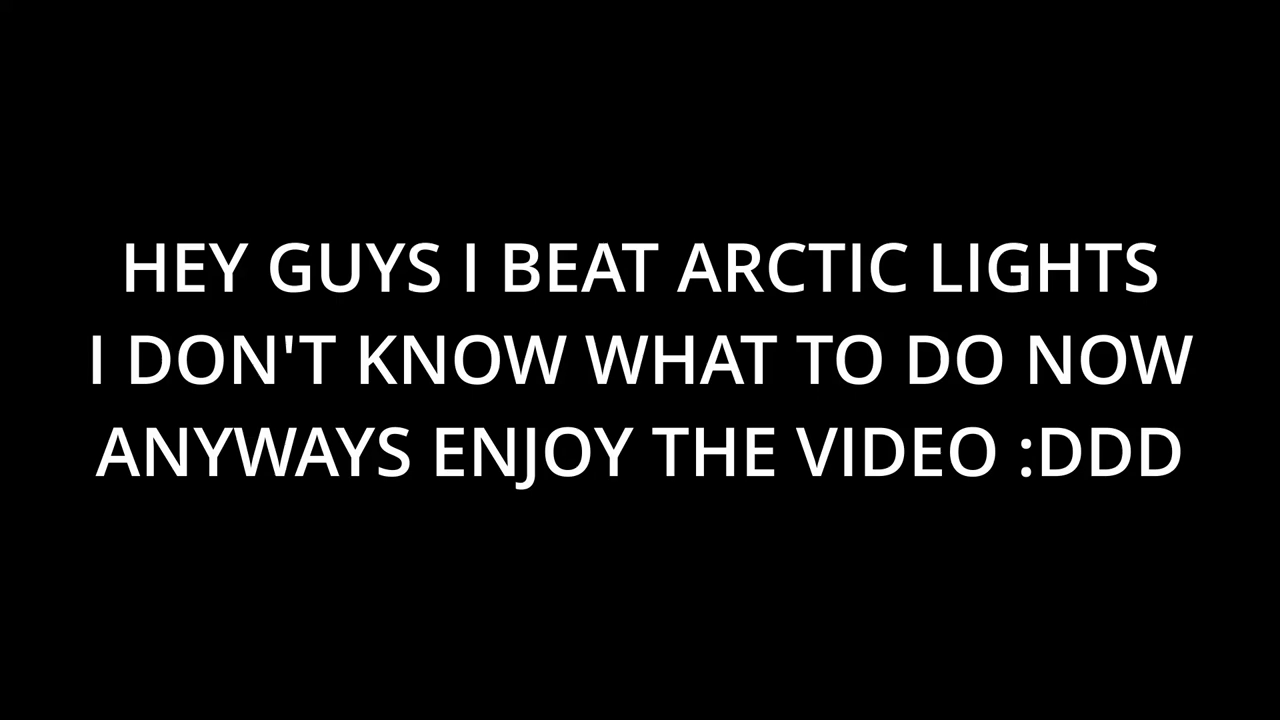 HEY GUYS I BEAT ARCTIC LIGHTS
I DON'T KNOW WHAT TO DO NOW
ANYWAYS ENJOY THE VIDEO :DDD